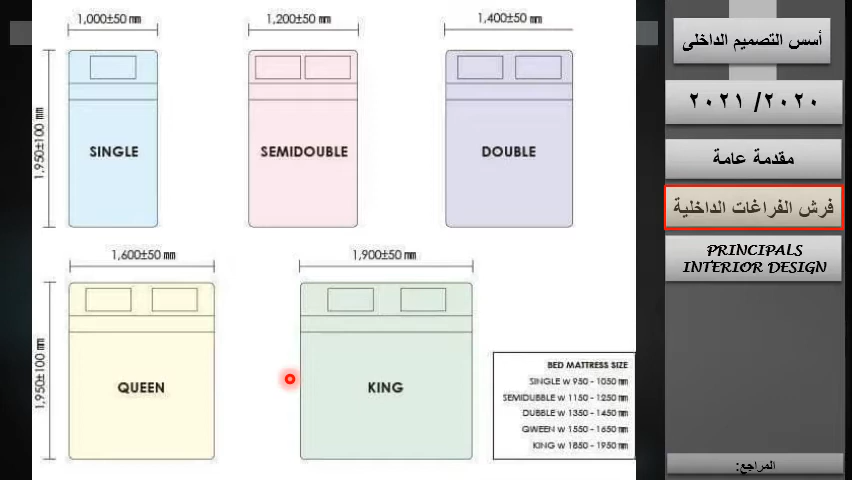 1,000±50 mm
1,200±50 mm
1,400±50 mm
1,950±100 mm
SINGLE
SEMIDOUBLE
DOUBLE
1,600±50 mm
1,900±50 mm
1,950±100 mm
QUEEN
KING
BED MATTRESS SIZE
SINGLE w 950 - 1050 mm
SEMIDUBBLE w 1150 - 1250 mm
DUBBLE w 1350 - 1450 mm
QWEEN w 1550 - 1650 mm
KING w 1850 - 1950 mm
أسس التصميم الداخلى
٢٠٢٠/ ٢٠٢١
مقدمة عامة
فرش الفراغات الداخلية
PRINCIPALS
INTERIOR DESIGN
المراجع: